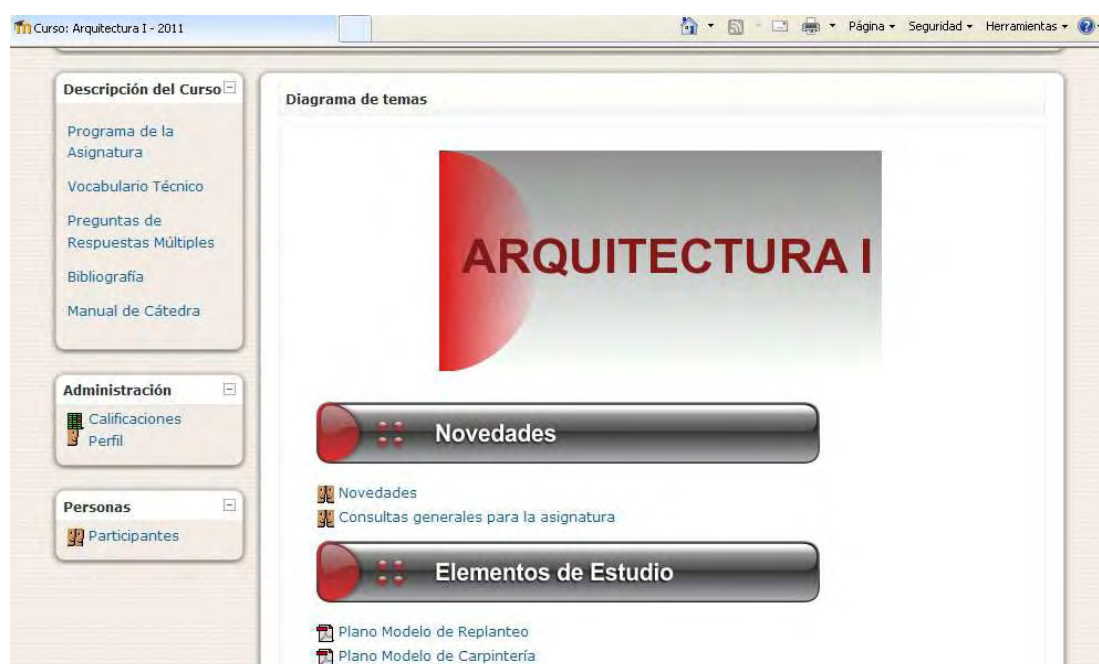 Curso: Arquitectura I - 2011
Página
Seguridad
Herramientas
Descripción del Curso
Programa de la
Asignatura
Vocabulario Técnico
Preguntas de
Respuestas Múltiples
Bibliografía
Manual de Cátedra
Administración
Calificaciones
Perfil
Personas
Participantes
Diagrama de temas
ARQUITECTURA I
Novedades
Novedades
Consultas generales para la asignatura
Elementos de Estudio
Plano Modelo de Replanteo
Plano Modelo de Carpintería